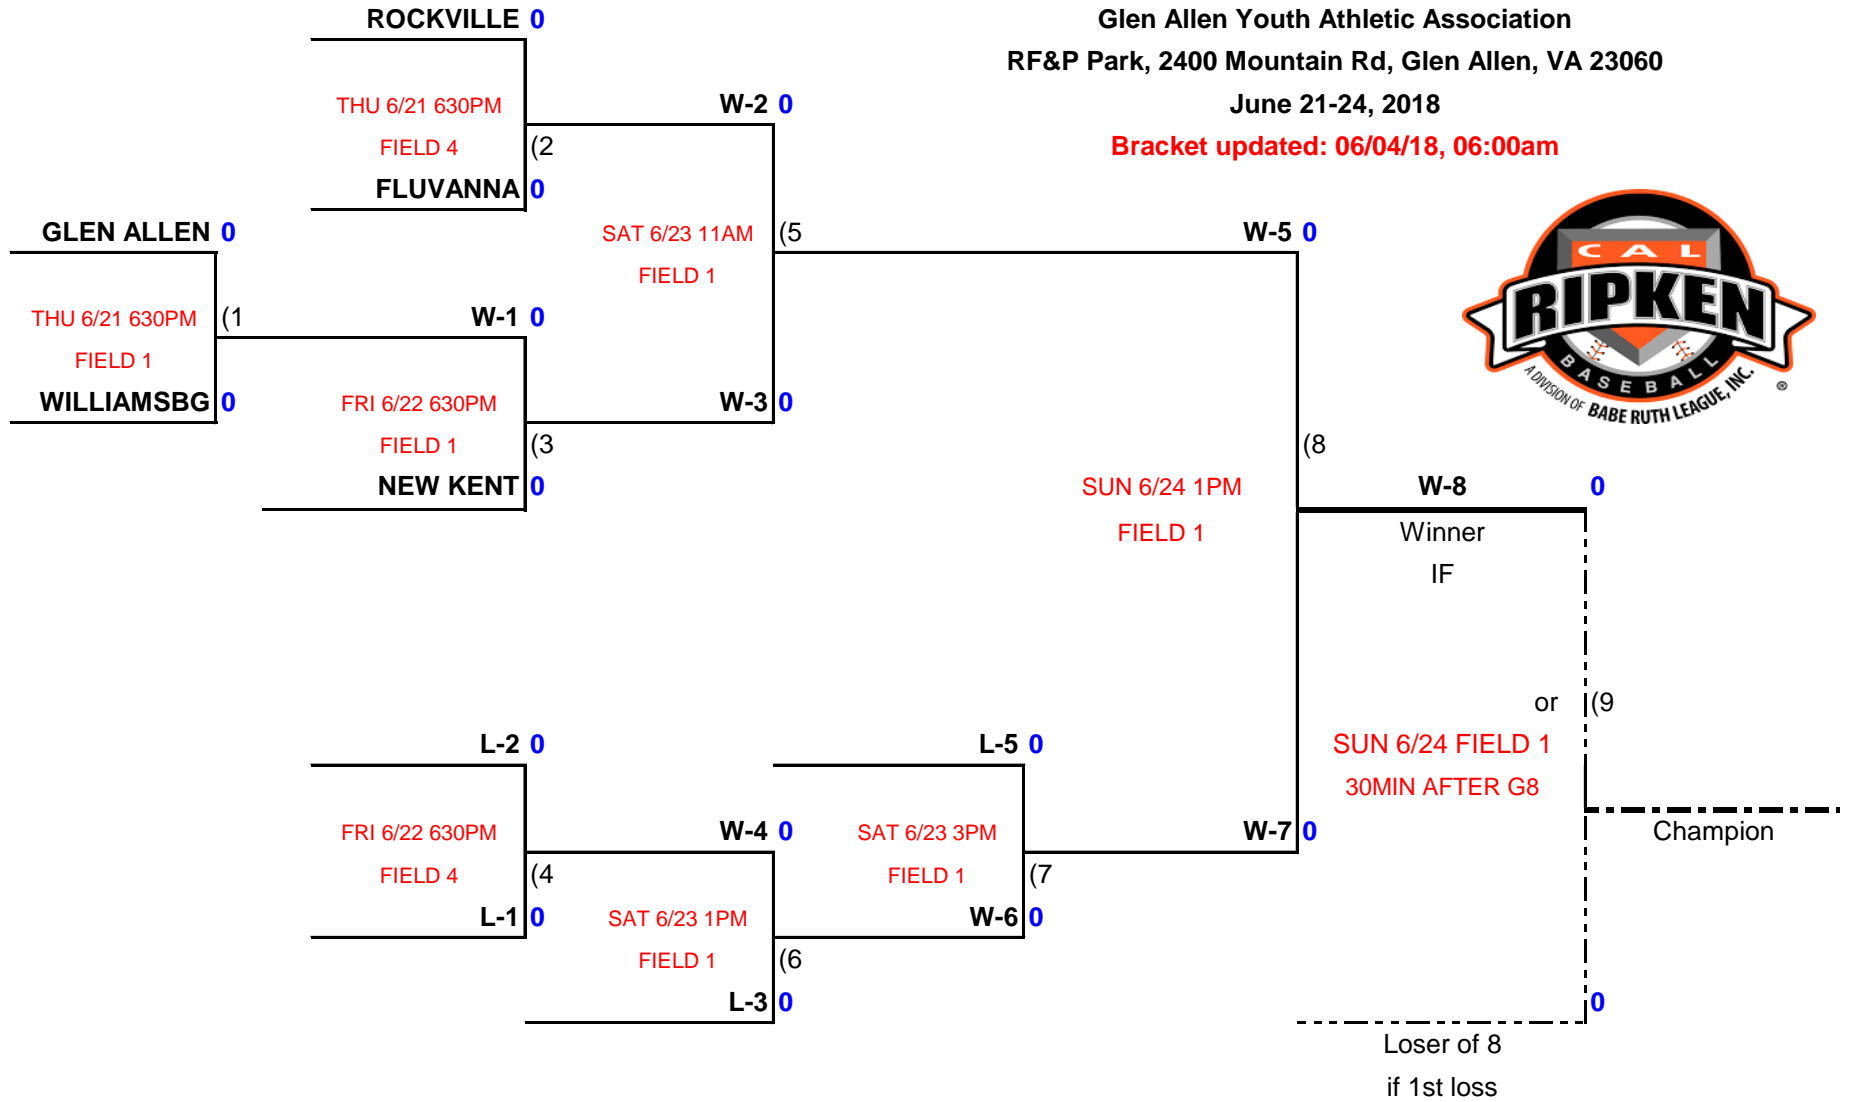 ROCKVILLE 0
Glen Allen Youth Athletic Association
RF&P Park, 2400 Mountain Rd, Glen Allen, VA 23060
June 21-24, 2018
Bracket updated: 06/04/18, 06:00am
THU 6/21 630PM
FIELD 4
(2
W-2 0
FLUVANNA 0
GLEN ALLEN 0
SAT 6/23 11AM
FIELD 1
(5
W-5 0
CAL
RIPKEN
BASEBALL
A DIVISION OF BABE RUTH LEAGUE, INC.
®
THU 6/21 630PM
FIELD 1
(1
W-1 0
WILLIAMSBG 0
FRI 6/22 630PM
FIELD 1
(3
W-3 0
NEW KENT 0
SUN 6/24 1PM
FIELD 1
(8
W-8 0
Winner
IF
or
(9
L-2 0
L-5 0
SUN 6/24 FIELD 1
30MIN AFTER G8
FRI 6/22 630PM
FIELD 4
(4
W-4 0
SAT 6/23 3PM
FIELD 1
(7
W-7 0
Champion
L-1 0
SAT 6/23 1PM
FIELD 1
(6
W-6 0
L-3 0
0
Loser of 8
if 1st loss